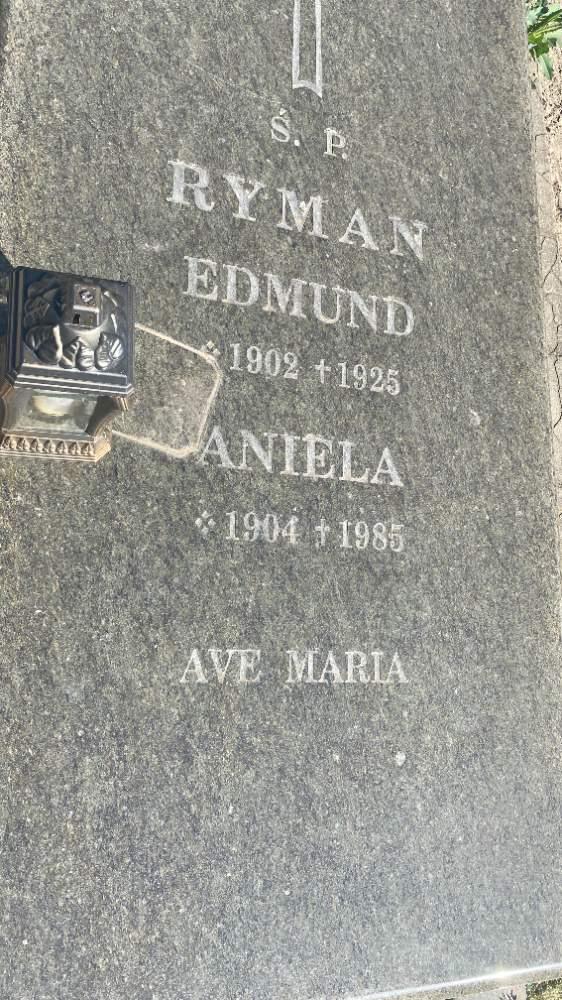 Ś. P.
RYMAN
EDMUND
1902 †1925
ANIELA
1904 †1985
AVE MARIA